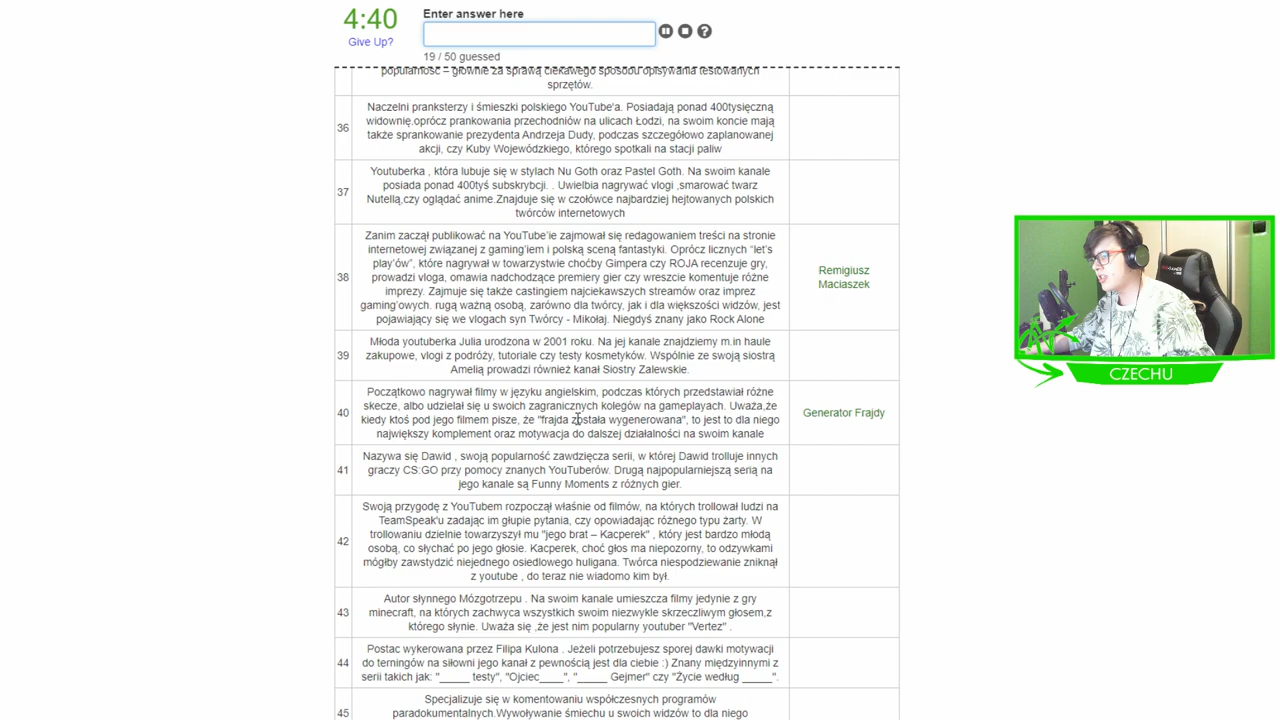 4:40
Give Up?
Enter answer here
19 / 50 guessed
popularność – głównie za sprawą ciekawego sposobu opisywania testowanych
sprzętów.
36
Naczelni pranksterzy i śmieszki polskiego YouTube'a. Posiadają ponad 400tysięczną
widownię.oprócz prankowania przechodniów na ulicach Łodzi, na swoim koncie mają
także sprankowanie prezydenta Andrzeja Dudy, podczas szczegółowo zaplanowanej
akcji, czy Kuby Wojewódzkiego, którego spotkali na stacji paliw
37
Youtuberka , która lubuje się w stylach Nu Goth oraz Pastel Goth. Na swoim kanale
posiada ponad 400tyś subskrybcji. . Uwielbia nagrywać vlogi ,smarować twarz
Nutellą,czy oglądać anime.Znajduje się w czołówce najbardziej hejtowanych polskich
twórców internetowych
38
Zanim zaczął publikować na YouTube'ie zajmował się redagowaniem treści na stronie
internetowej związanej z gaming'iem i polską sceną fantastyki. Oprócz licznych “let's
play'ów”, które nagrywał w towarzystwie choćby Gimpera czy ROJA recenzuje gry,
prowadzi vloga, omawia nadchodzące premiery gier czy wreszcie komentuje różne
imprezy. Zajmuje się także castingiem najciekawszych streamów oraz imprez
gaming'owych. rugą ważną osobą, zarówno dla twórcy, jak i dla większości widzów, jest
pojawiający się we vlogach syn Twórcy - Mikołaj. Niegdyś znany jako Rock Alone
Remigiusz
Maciaszek
39
Młoda youtuberka Julia urodzona w 2001 roku. Na jej kanale znajdziemy m.in haule
zakupowe, vlogi z podróży, tutoriale czy testy kosmetyków. Wspólnie ze swoją siostrą
Amelią prowadzi również kanał Siostry Zalewskie.
40
Początkowo nagrywał filmy w języku angielskim, podczas których przedstawiał różne
skecze, albo udzielał się u swoich zagranicznych kolegów na gameplayach. Uważa,że
kiedy ktoś pod jego filmem pisze, że "frajda została wygenerowana", to jest to dla niego
największy komplement oraz motywacja do dalszej działalności na swoim kanale
Generator Frajdy
41
Nazywa się Dawid , swoją popularność zawdzięcza serii, w której Dawid trolluje innych
graczy CS:GO przy pomocy znanych YouTuberów. Drugą najpopularniejszą serią na
jego kanale są Funny Moments z różnych gier.
42
Swoją przygodę z YouTubem rozpoczął właśnie od filmów, na których trollował ludzi na
TeamSpeak'u zadając im głupie pytania, czy opowiadając różnego typu żarty. W
trollowaniu dzielnie towarzyszył mu "jego brat – Kacperek" , który jest bardzo młodą
osobą, co słychać po jego głosie. Kacperek, choć głos ma niepozorny, to odzywkami
mógłby zawstydzić niejednego osiedlowego huligana. Twórca niespodziewanie zniknął
z youtube , do teraz nie wiadomo kim był.
43
Autor słynnego Mózgotrzepu . Na swoim kanale umieszcza filmy jedynie z gry
minecraft, na których zachwyca wszystkich swoim niezwykle skrzeczliwym głosem,z
którego słynie. Uważa się ,że jest nim popularny youtuber "Vertez" .
44
Postac wykerowana przez Filipa Kulona . Jeżeli potrzebujesz sporej dawki motywacji
do terningów na siłowni jego kanał z pewnością jest dla ciebie :) Znany międzyinnymi z
serii takich jak: "_____ testy", "Ojciec____", "_____ Gejmer" czy "Życie według _____".
45
Specjalizuje się w komentowaniu współczesnych programów
paradokumentalnych.Wywoływanie śmiechu u swoich widzów to dla niego
CZECHU